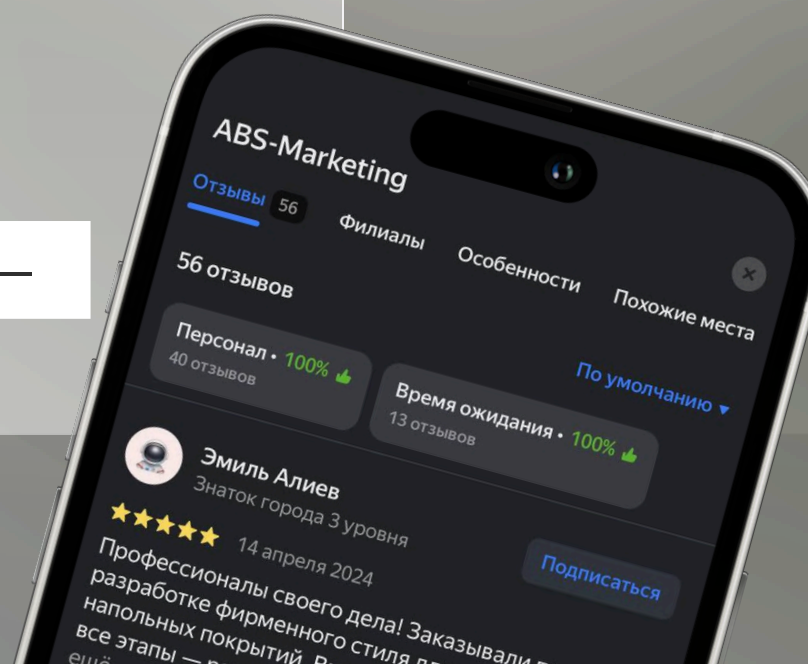 ABS-Marketing
Отзывы 56 Филиалы Особенности Похожие места
56 отзывов
По умолчанию
Персонал • 100%
40 отзывов
Время ожидания • 100%
13 отзывов
Эмиль Алиев
Знаток города 3 уровня
Подписаться
14 апреля 2024
Профессионалы своего дела! Заказывали
разработке фирменного стиля
напольных покрытий.
все этапы —
ещё